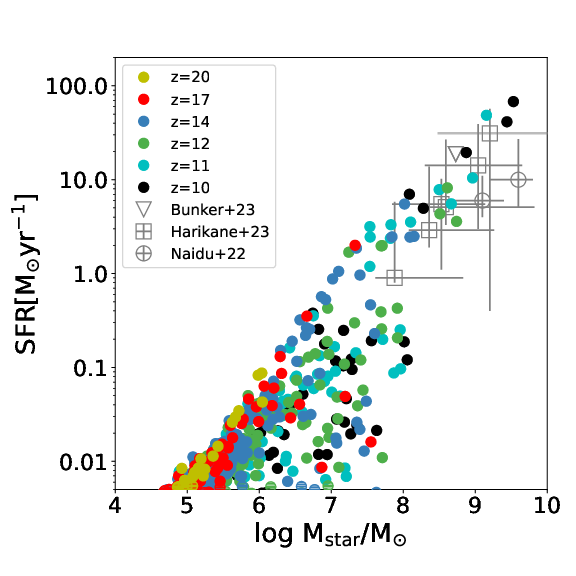 100.0
10.0
1.0
0.1
0.01
SFR[M⊙yr⁻¹]
z=20
z=17
z=14
z=12
z=11
z=10
Bunker+23
Harikane+23
Naidu+22
4 5 6 7 8 9 10
log Mstar/M⊙